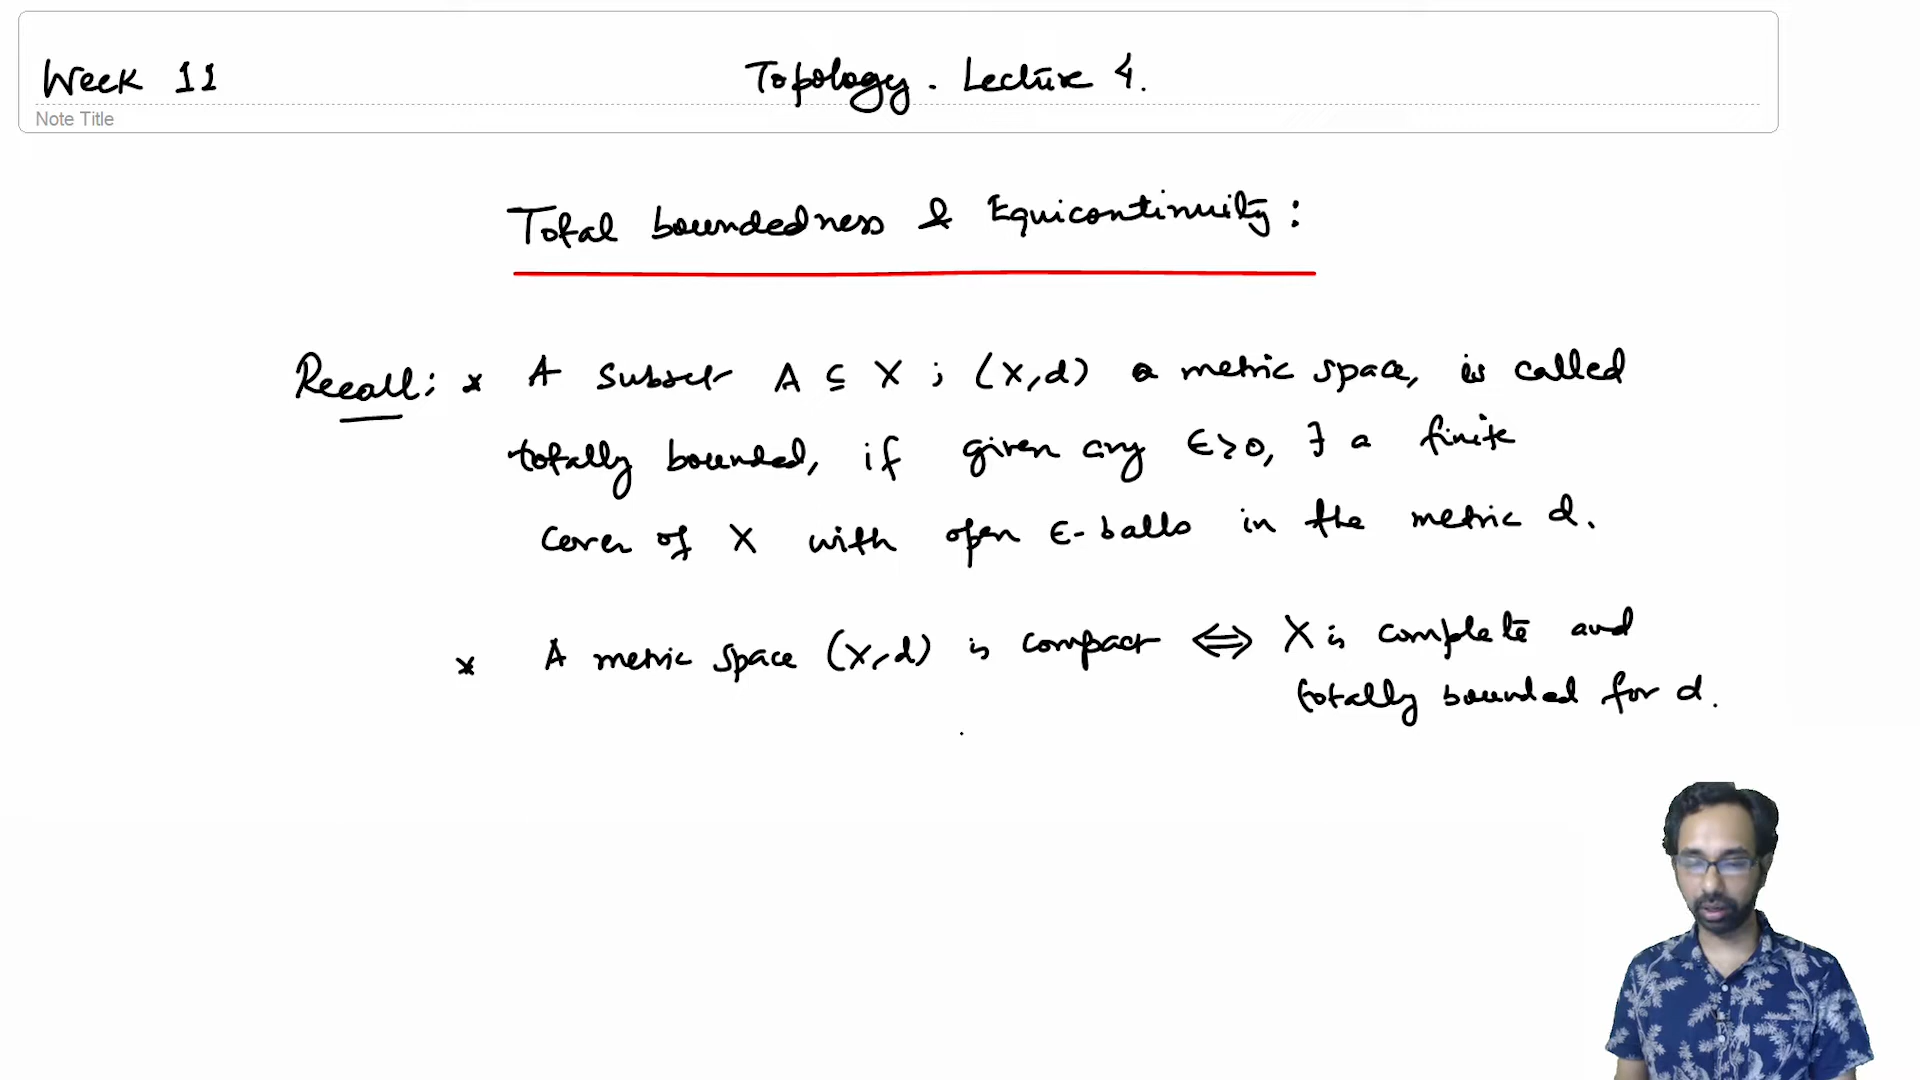 Week 11
Topology. Lecture 4.
Note Title
Total boundedness & Equicontinuity:
Recall: * A subset A ⊆ X ; (X,d) a metric space, is called
totally bounded, if given any ϵ>0, ∃ a finite
cover of X with open ϵ-balls in the metric d.
* A metric space (X,d) is compact ⟺ X is complete and
totally bounded for d.